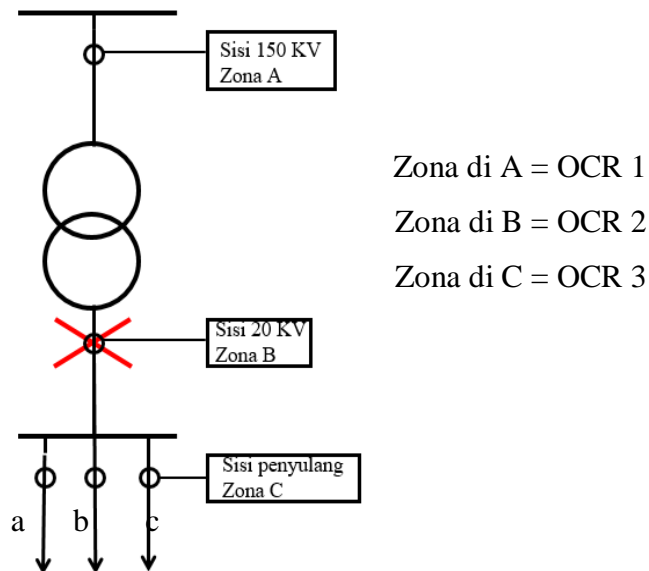 Sisi 150 KV
Zona A
Zona di A = OCR 1
Zona di B = OCR 2
Zona di C = OCR 3
Sisi 20 KV
Zona B
Sisi penyulang
Zona C
a b c